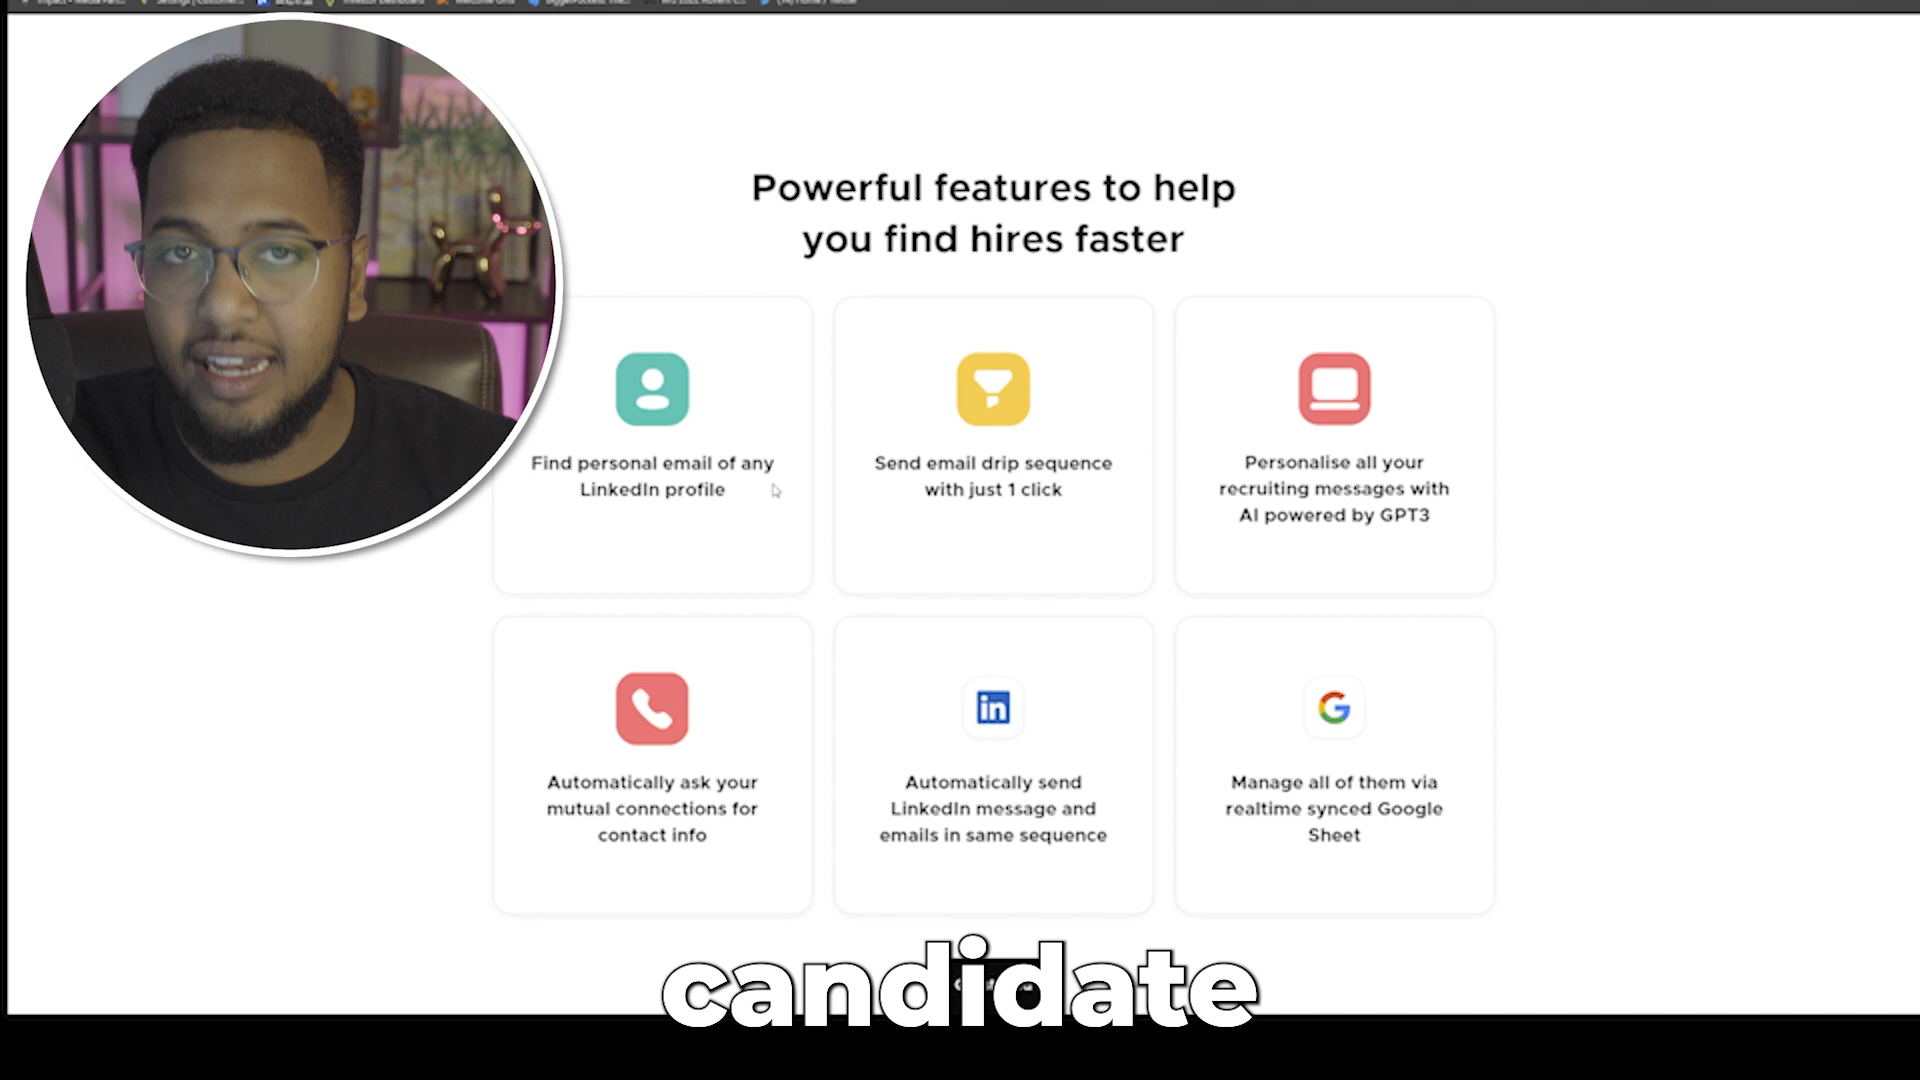 Powerful features to help
you find hires faster
Find personal email of any
LinkedIn profile
Send email drip sequence
with just 1 click
Personalise all your
recruiting messages with
AI powered by GPT3
Automatically ask your
mutual connections for
contact info
in
Automatically send
LinkedIn message and
emails in same sequence
G
Manage all of them via
realtime synced Google
Sheet
candidate